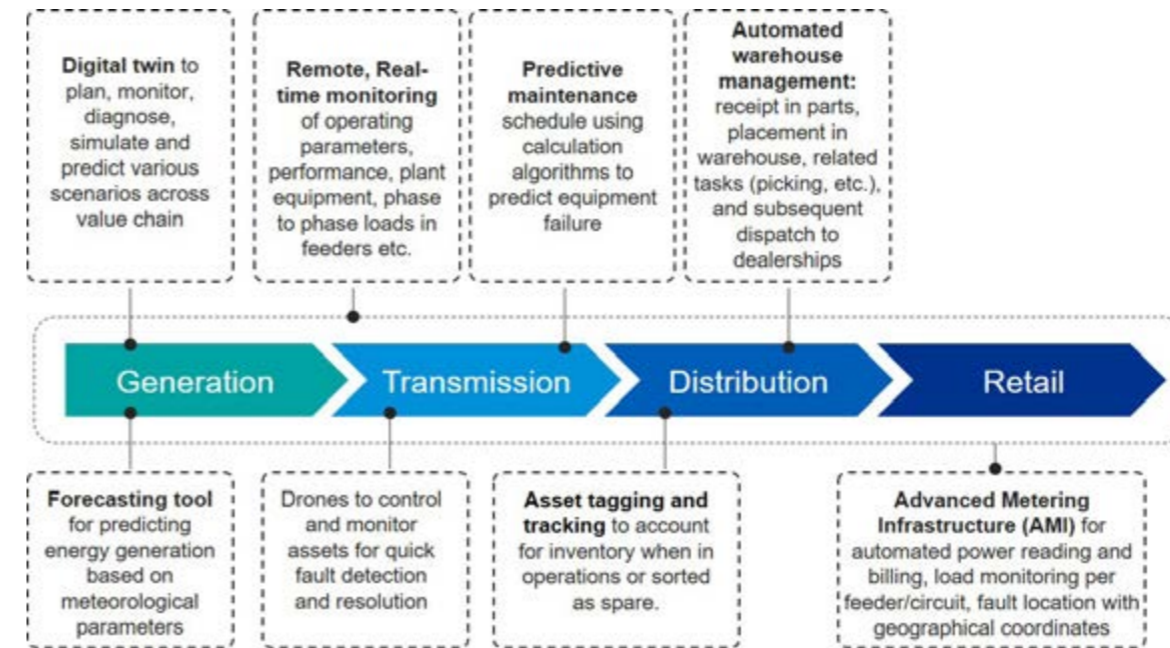 Digital twin to
plan, monitor,
diagnose,
simulate and
predict various
scenarios across
value chain
Remote, Real-
time monitoring
of operating
parameters,
performance, plant
equipment, phase
to phase loads in
feeders etc.
Predictive
maintenance
schedule using
calculation
algorithms to
predict equipment
failure
Automated
warehouse
management:
receipt in parts,
placement in
warehouse, related
tasks (picking, etc.),
and subsequent
dispatch to
dealerships
Generation
Transmission
Distribution
Retail
Forecasting tool
for predicting
energy generation
based on
meteorological
parameters
Drones to control
and monitor
assets for quick
fault detection
and resolution
Asset tagging and
tracking to account
for inventory when in
operations or sorted
as spare.
Advanced Metering
Infrastructure (AMI) for
automated power reading and
billing, load monitoring per
feeder/circuit, fault location with
geographical coordinates